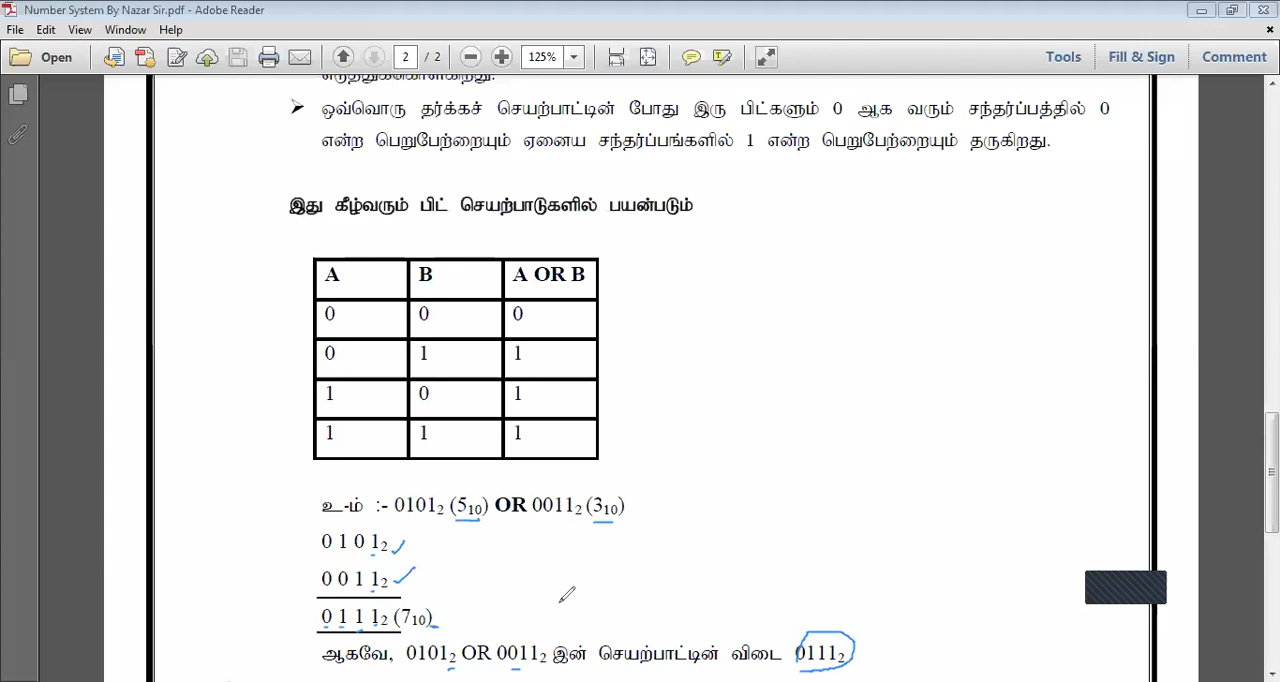 Number System By Nazar Sir.pdf - Adobe Reader
File Edit View Window Help
Open 2 / 2 125% Tools Fill & Sign Comment
எடுத்துக்கொள்கிறது.
ஒவ்வொரு தர்க்கச் செயற்பாட்டின் போது இரு பிட்களும் 0 ஆக வரும் சந்தர்ப்பத்தில் 0
என்ற பெறுபேற்றையும் ஏனைய சந்தர்ப்பங்களில் 1 என்ற பெறுபேற்றையும் தருகிறது.
இது கீழ்வரும் பிட் செயற்பாடுகளில் பயன்படும்
A B A OR B
0 0 0
0 1 1
1 0 1
1 1 1
உ-ம் :- 0101₂ (5₁₀) OR 0011₂ (3₁₀)
0 1 0 1₂
0 0 1 1₂
0 1 1 1₂ (7₁₀)
ஆகவே, 0101₂ OR 0011₂ இன் செயற்பாட்டின் விடை 0111₂